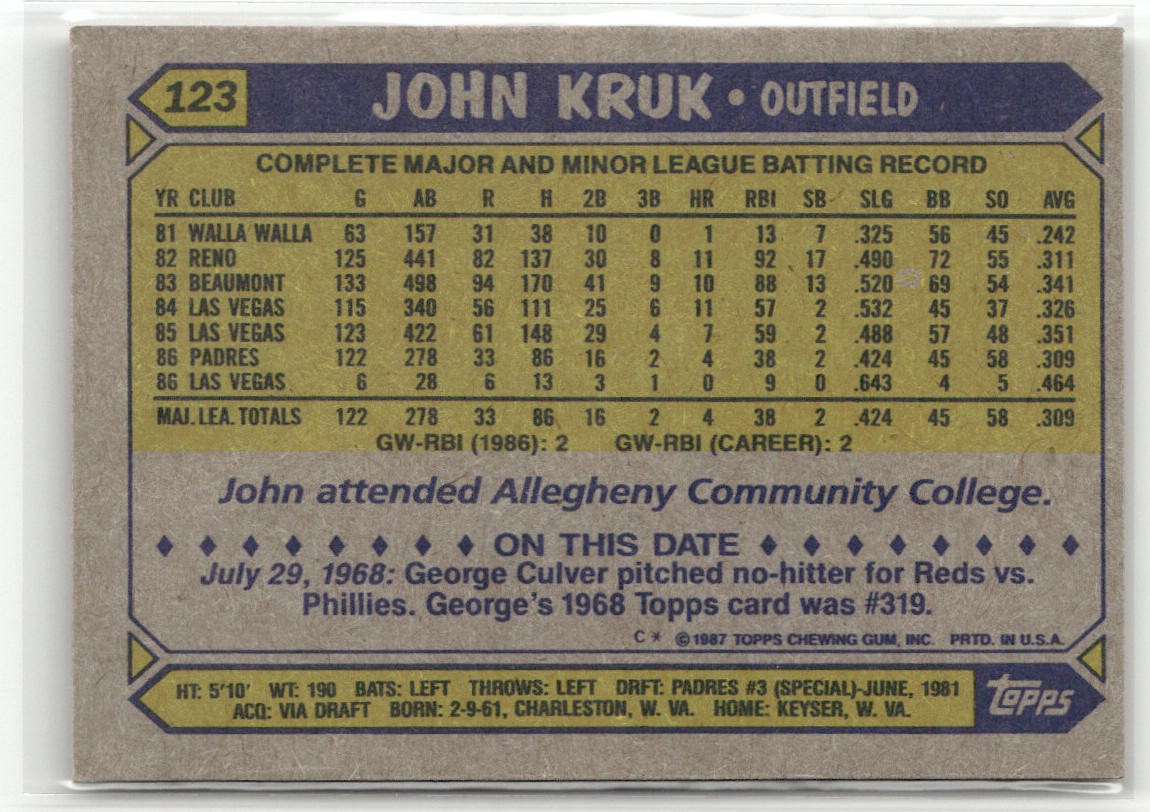 123 JOHN KRUK • OUTFIELD
COMPLETE MAJOR AND MINOR LEAGUE BATTING RECORD
YR CLUB G AB R H 2B 3B HR RBI SB SLG BB SO AVG
81 WALLA WALLA 63 157 31 38 10 0 1 13 7 .325 56 45 .242
82 RENO 125 441 82 137 30 8 11 92 17 .490 72 55 .311
83 BEAUMONT 133 498 94 170 41 9 10 88 13 .520 69 54 .341
84 LAS VEGAS 115 340 56 111 25 6 11 57 2 .532 45 37 .326
85 LAS VEGAS 123 422 61 148 29 4 7 59 2 .488 57 48 .351
86 PADRES 122 278 33 86 16 2 4 38 2 .424 45 58 .309
86 LAS VEGAS 6 28 6 13 3 1 0 9 0 .643 4 5 .464
MAJ. LEA. TOTALS 122 278 33 86 16 2 4 38 2 .424 45 58 .309
GW-RBI (1986): 2 GW-RBI (CAREER): 2
John attended Allegheny Community College.
♦ ♦ ♦ ♦ ♦ ♦ ♦ ♦ ON THIS DATE ♦ ♦ ♦ ♦ ♦ ♦ ♦ ♦
July 29, 1968: George Culver pitched no-hitter for Reds vs.
Phillies. George's 1968 Topps card was #319.
C* ©1987 TOPPS CHEWING GUM, INC. PRTD. IN U.S.A.
HT: 5'10' WT: 190 BATS: LEFT THROWS: LEFT DRFT: PADRES #3 (SPECIAL)-JUNE, 1981
ACQ: VIA DRAFT BORN: 2-9-61, CHARLESTON, W. VA. HOME: KEYSER, W. VA.
Topps